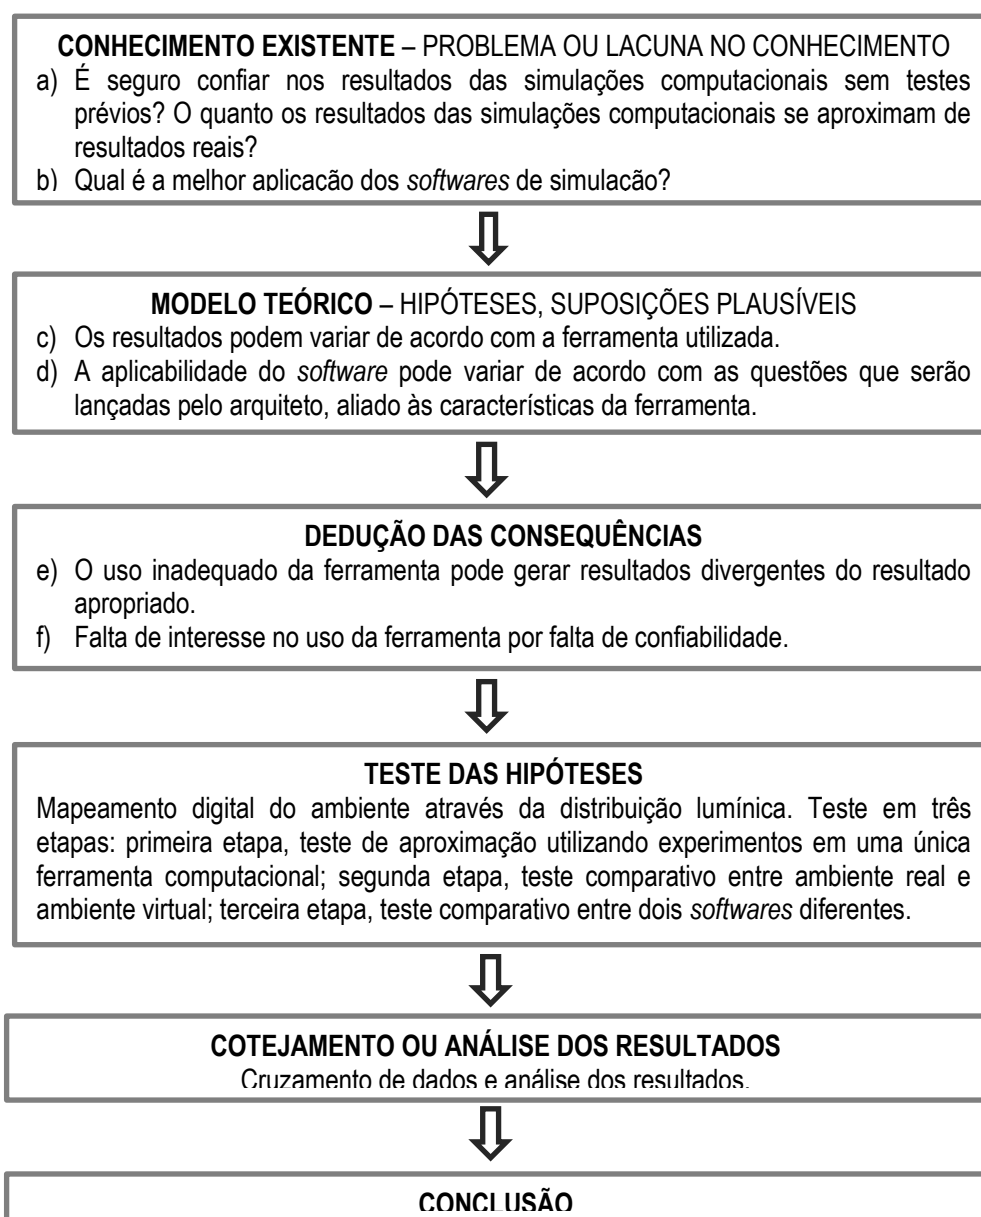 CONHECIMENTO EXISTENTE – PROBLEMA OU LACUNA NO CONHECIMENTO
a) É seguro confiar nos resultados das simulações computacionais sem testes
prévios? O quanto os resultados das simulações computacionais se aproximam de
resultados reais?
b) Qual é a melhor aplicação dos softwares de simulação?
MODELO TEÓRICO – HIPÓTESES, SUPOSIÇÕES PLAUSÍVEIS
c) Os resultados podem variar de acordo com a ferramenta utilizada.
d) A aplicabilidade do software pode variar de acordo com as questões que serão
lançadas pelo arquiteto, aliado às características da ferramenta.
DEDUÇÃO DAS CONSEQUÊNCIAS
e) O uso inadequado da ferramenta pode gerar resultados divergentes do resultado
apropriado.
f) Falta de interesse no uso da ferramenta por falta de confiabilidade.
TESTE DAS HIPÓTESES
Mapeamento digital do ambiente através da distribuição lumínica. Teste em três
etapas: primeira etapa, teste de aproximação utilizando experimentos em uma única
ferramenta computacional; segunda etapa, teste comparativo entre ambiente real e
ambiente virtual; terceira etapa, teste comparativo entre dois softwares diferentes.
COTEJAMENTO OU ANÁLISE DOS RESULTADOS
Cruzamento de dados e análise dos resultados.
CONCLUSÃO